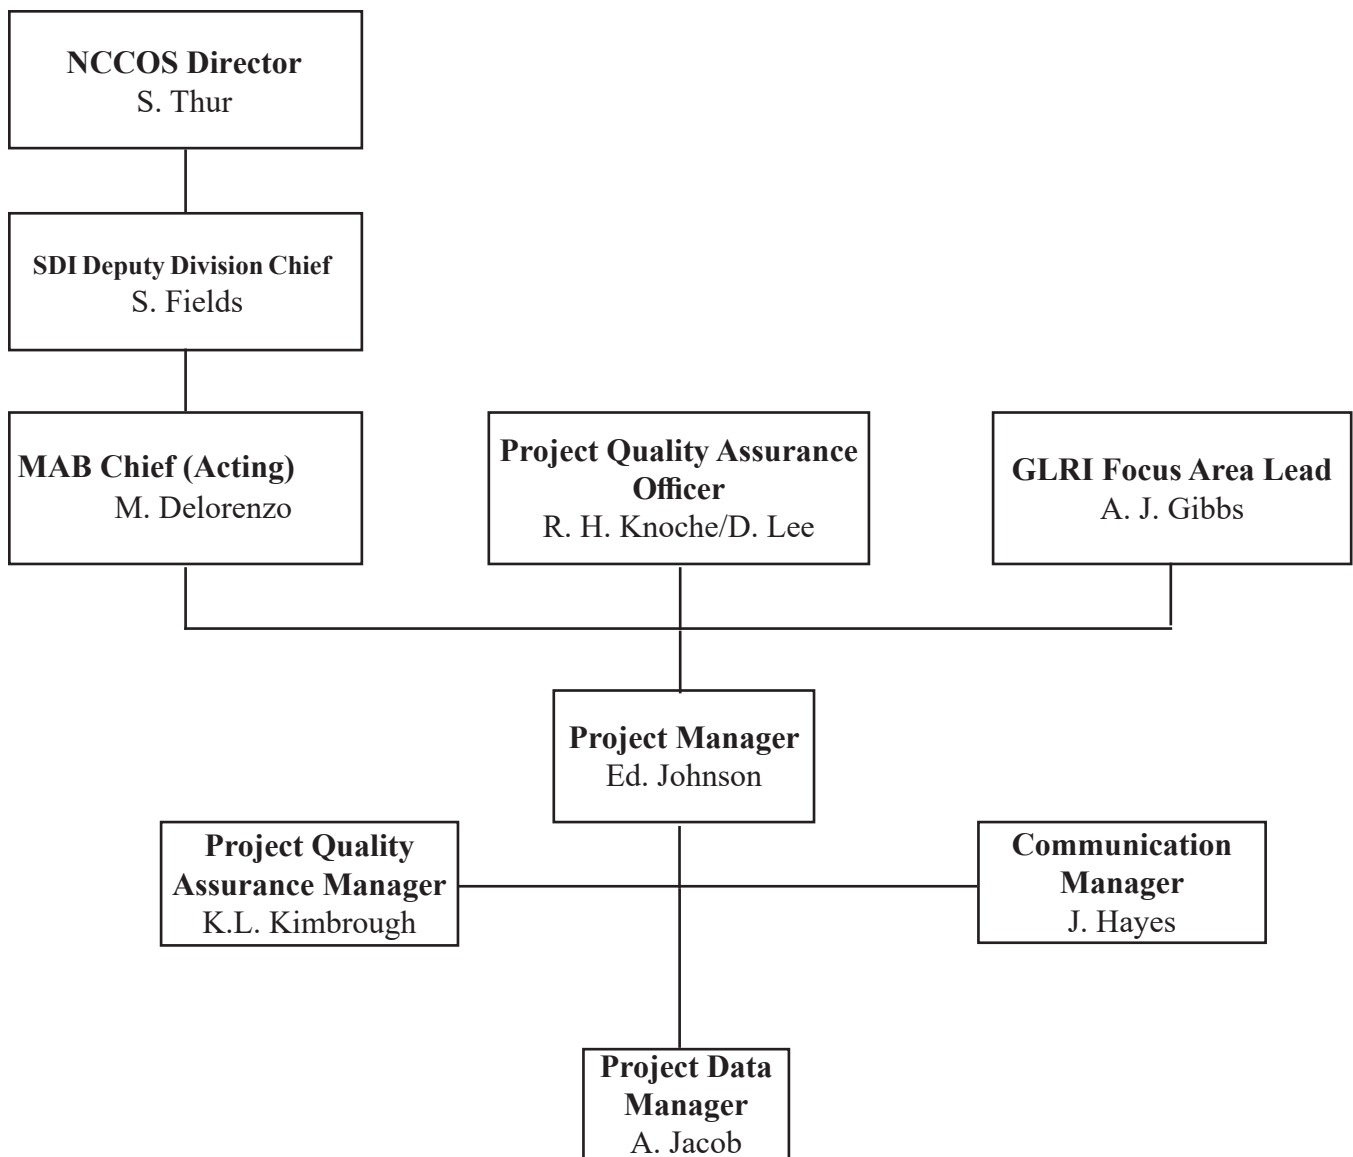 NCCOS Director
S. Thur
SDI Deputy Division Chief
S. Fields
MAB Chief (Acting)
M. Delorenzo
Project Quality Assurance
Officer
R. H. Knoche/D. Lee
GLRI Focus Area Lead
A. J. Gibbs
Project Manager
Ed. Johnson
Project Quality
Assurance Manager
K.L. Kimbrough
Communication
Manager
J. Hayes
Project Data
Manager
A. Jacob